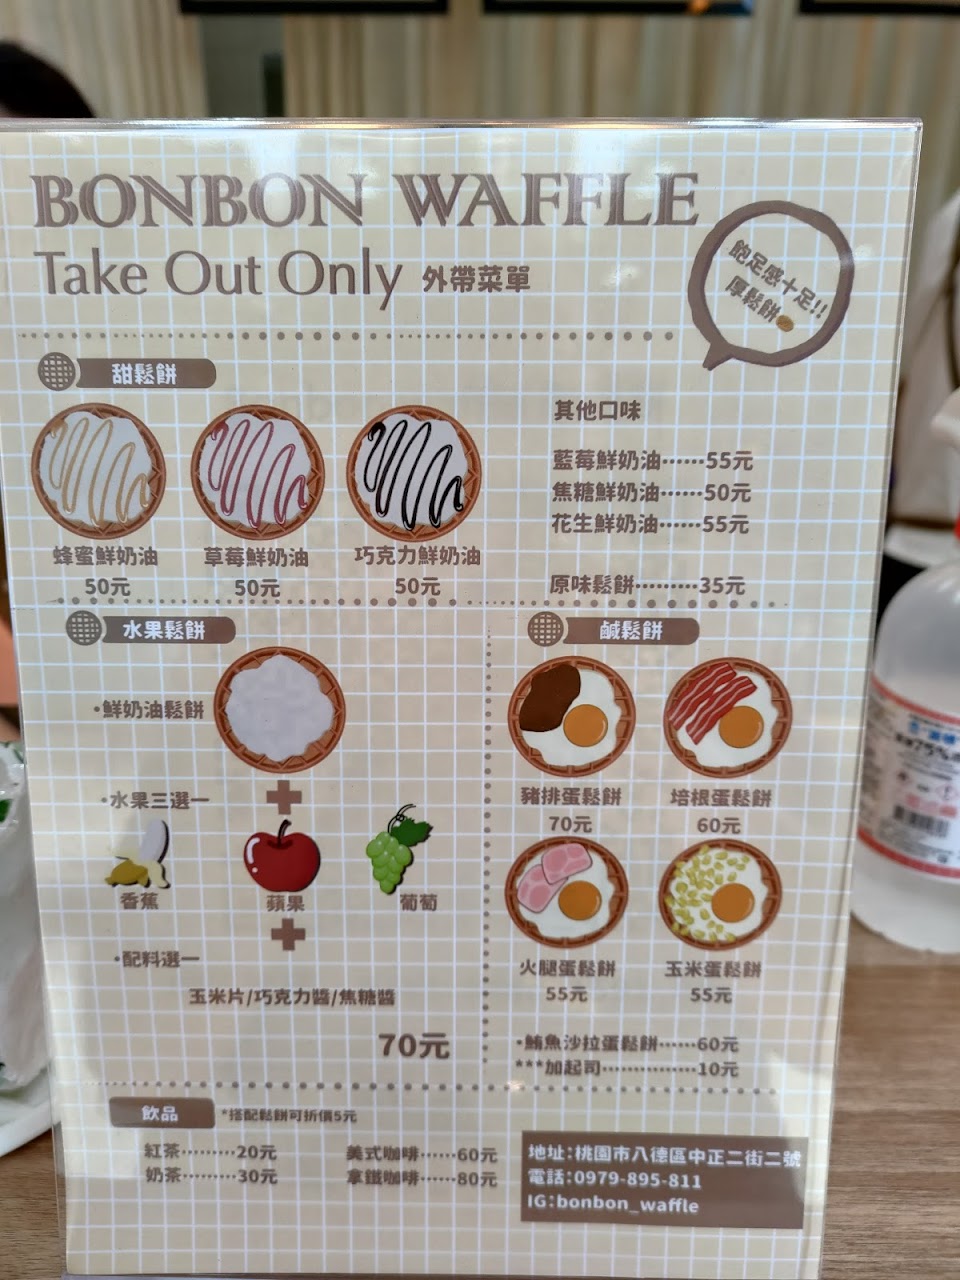 BONBON WAFFLE
Take Out Only 外帶菜單
飽足感十足!!
厚鬆餅
甜鬆餅
蜂蜜鮮奶油
50元
草莓鮮奶油
50元
巧克力鮮奶油
50元
其他口味
藍莓鮮奶油……55元
焦糖鮮奶油……50元
花生鮮奶油……55元
原味鬆餅………35元
水果鬆餅
·鮮奶油鬆餅
·水果三選一
香蕉
蘋果
葡萄
·配料選一
玉米片/巧克力醬/焦糖醬
70元
鹹鬆餅
豬排蛋鬆餅
70元
培根蛋鬆餅
60元
火腿蛋鬆餅
55元
玉米蛋鬆餅
55元
·鮪魚沙拉蛋鬆餅……60元
***加起司……………10元
飲品 *搭配鬆餅可折價5元
紅茶………20元
奶茶………30元
美式咖啡……60元
拿鐵咖啡……80元
地址:桃園市八德區中正二街二號
電話:0979-895-811
IG:bonbon_waffle